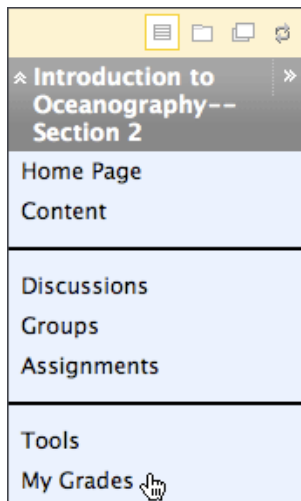 Introduction to
Oceanography--
Section 2
Home Page
Content
Discussions
Groups
Assignments
Tools
My Grades